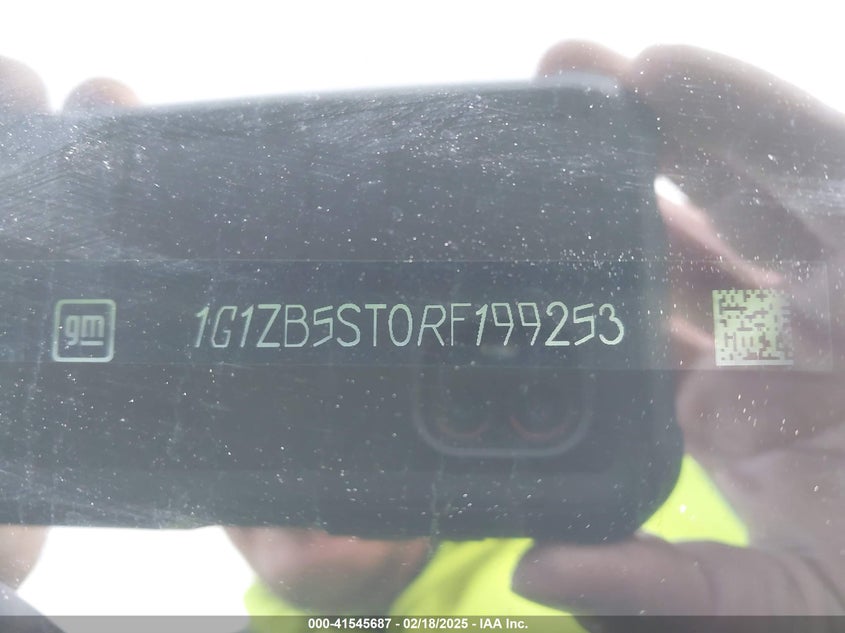 gm 1G1ZB5ST0RF199253
000-41545687 - 02/18/2025 - IAA Inc.